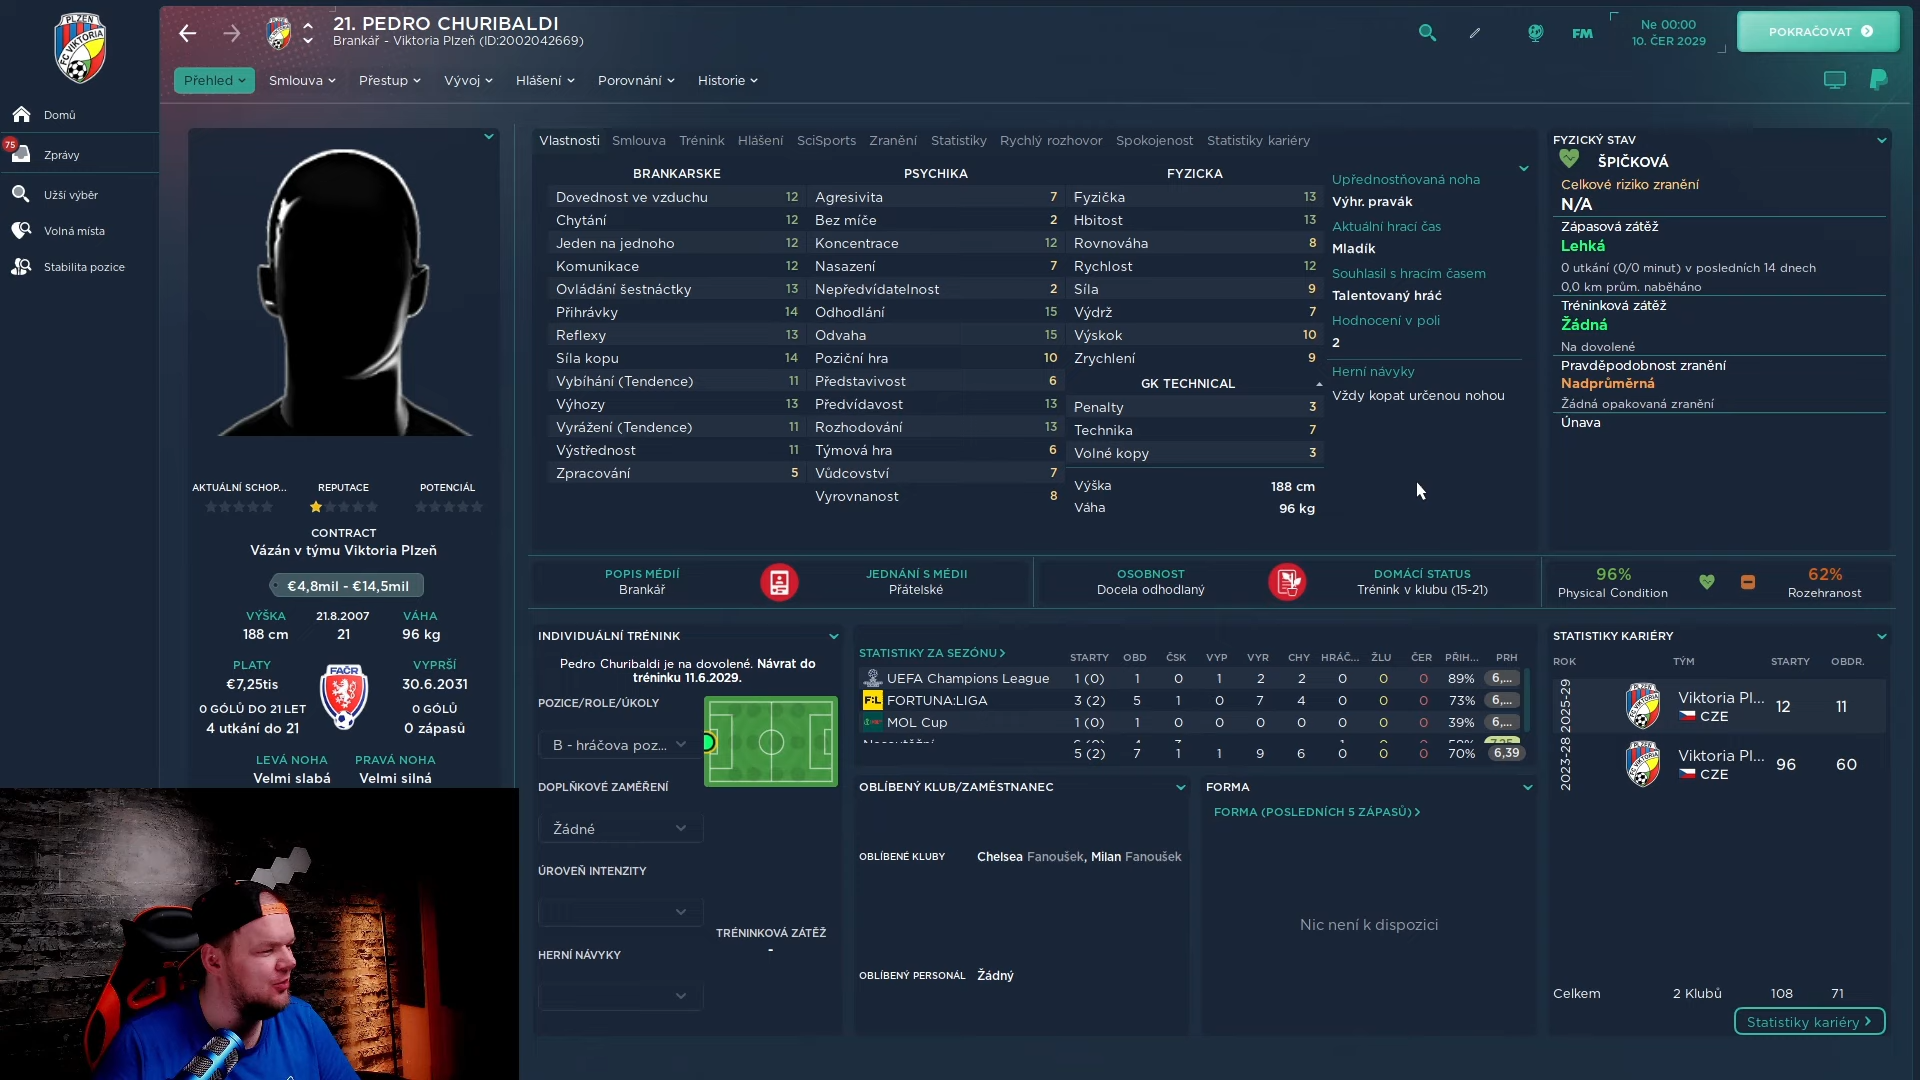 21. PEDRO CHURIBALDI
Brankář - Viktoria Plzeň (ID:2002042669)
FM
Ne 00:00
10. ČER 2029
POKRAČOVAT
Přehled
Smlouva
Přestup
Vývoj
Hlášení
Porovnání
Historie
Domů
75
Zprávy
Užší výběr
Volná místa
Stabilita pozice
AKTUÁLNÍ SCHOP...
REPUTACE
POTENCIÁL
CONTRACT
Vázán v týmu Viktoria Plzeň
€4,8mil - €14,5mil
VÝŠKA
21.8.2007
VÁHA
188 cm
21
96 kg
PLATY
VYPRŠÍ
€7,25tis
FAČR
30.6.2031
0 GÓLŮ DO 21 LET
0 GÓLŮ
4 utkání do 21
0 zápasů
LEVÁ NOHA
PRAVÁ NOHA
Velmi slabá
Velmi silná
Vlastnosti
Smlouva
Trénink
Hlášení
SciSports
Zranění
Statistiky
Rychlý rozhovor
Spokojenost
Statistiky kariéry
BRANKARSKE
Dovednost ve vzduchu 12
Chytání 12
Jeden na jednoho 12
Komunikace 12
Ovládání šestnáctky 13
Přihrávky 14
Reflexy 13
Síla kopu 14
Vybíhání (Tendence) 11
Výhozy 13
Vyrážení (Tendence) 11
Výstřednost 11
Zpracování 5
PSYCHIKA
Agresivita 7
Bez míče 2
Koncentrace 12
Nasazení 7
Nepředvídatelnost 2
Odhodlání 15
Odvaha 15
Poziční hra 10
Představivost 6
Předvídavost 13
Rozhodování 13
Týmová hra 6
Vůdcovství 7
Vyrovnanost 8
FYZICKA
Fyzička 13
Hbitost 13
Rovnováha 8
Rychlost 12
Síla 9
Výdrž 7
Výskok 10
Zrychlení 9
GK TECHNICAL
Penalty 3
Technika 7
Volné kopy 3
Výška 188 cm
Váha 96 kg
Upřednostňovaná noha
Výhr. pravák
Aktuální hrací čas
Mladík
Souhlasil s hracím časem
Talentovaný hráč
Hodnocení v poli
2
Herní návyky
Vždy kopat určenou nohou
FYZICKÝ STAV
ŠPIČKOVÁ
Celkové riziko zranění
N/A
Zápasová zátěž
Lehká
0 utkání (0/0 minut) v posledních 14 dnech
0,0 km prům. naběháno
Tréninková zátěž
Žádná
Na dovolené
Pravděpodobnost zranění
Nadprůměrná
Žádná opakovaná zranění
Únava
POPIS MÉDIÍ
Brankář
JEDNÁNÍ S MÉDII
Přátelské
OSOBNOST
Docela odhodlaný
DOMÁCÍ STATUS
Trénink v klubu (15-21)
96%
Physical Condition
62%
Rozehranost
INDIVIDUÁLNÍ TRÉNINK
Pedro Churibaldi je na dovolené. Návrat do
tréninku 11.6.2029.
POZICE/ROLE/ÚKOLY
B - hráčova poz...
DOPLŇKOVÉ ZAMĚŘENÍ
Žádné
ÚROVEŇ INTENZITY
TRÉNINKOVÁ ZÁTĚŽ
-
HERNÍ NÁVYKY
STATISTIKY ZA SEZÓNU
STARTY OBD ČSK VYP VYR CHY HRÁČ... ŽLU ČER PŘIH... PRH
UEFA Champions League 1 (0) 1 0 1 2 2 0 0 0 89% 6,...
FORTUNA:LIGA 3 (2) 5 1 0 7 4 0 0 0 73% 6,...
MOL Cup 1 (0) 1 0 0 0 0 0 0 0 39% 6,...
5 (2) 7 1 1 9 6 0 0 0 70% 6,39
OBLÍBENÝ KLUB/ZAMĚSTNANEC
OBLÍBENÉ KLUBY
Chelsea Fanoušek, Milan Fanoušek
OBLÍBENÝ PERSONÁL
Žádný
FORMA
FORMA (POSLEDNÍCH 5 ZÁPASŮ)
Nic není k dispozici
STATISTIKY KARIÉRY
ROK TÝM STARTY OBDR.
2025-29 Viktoria Pl... CZE 12 11
2023-28 Viktoria Pl... CZE 96 60
Celkem 2 Klubů 108 71
Statistiky kariéry